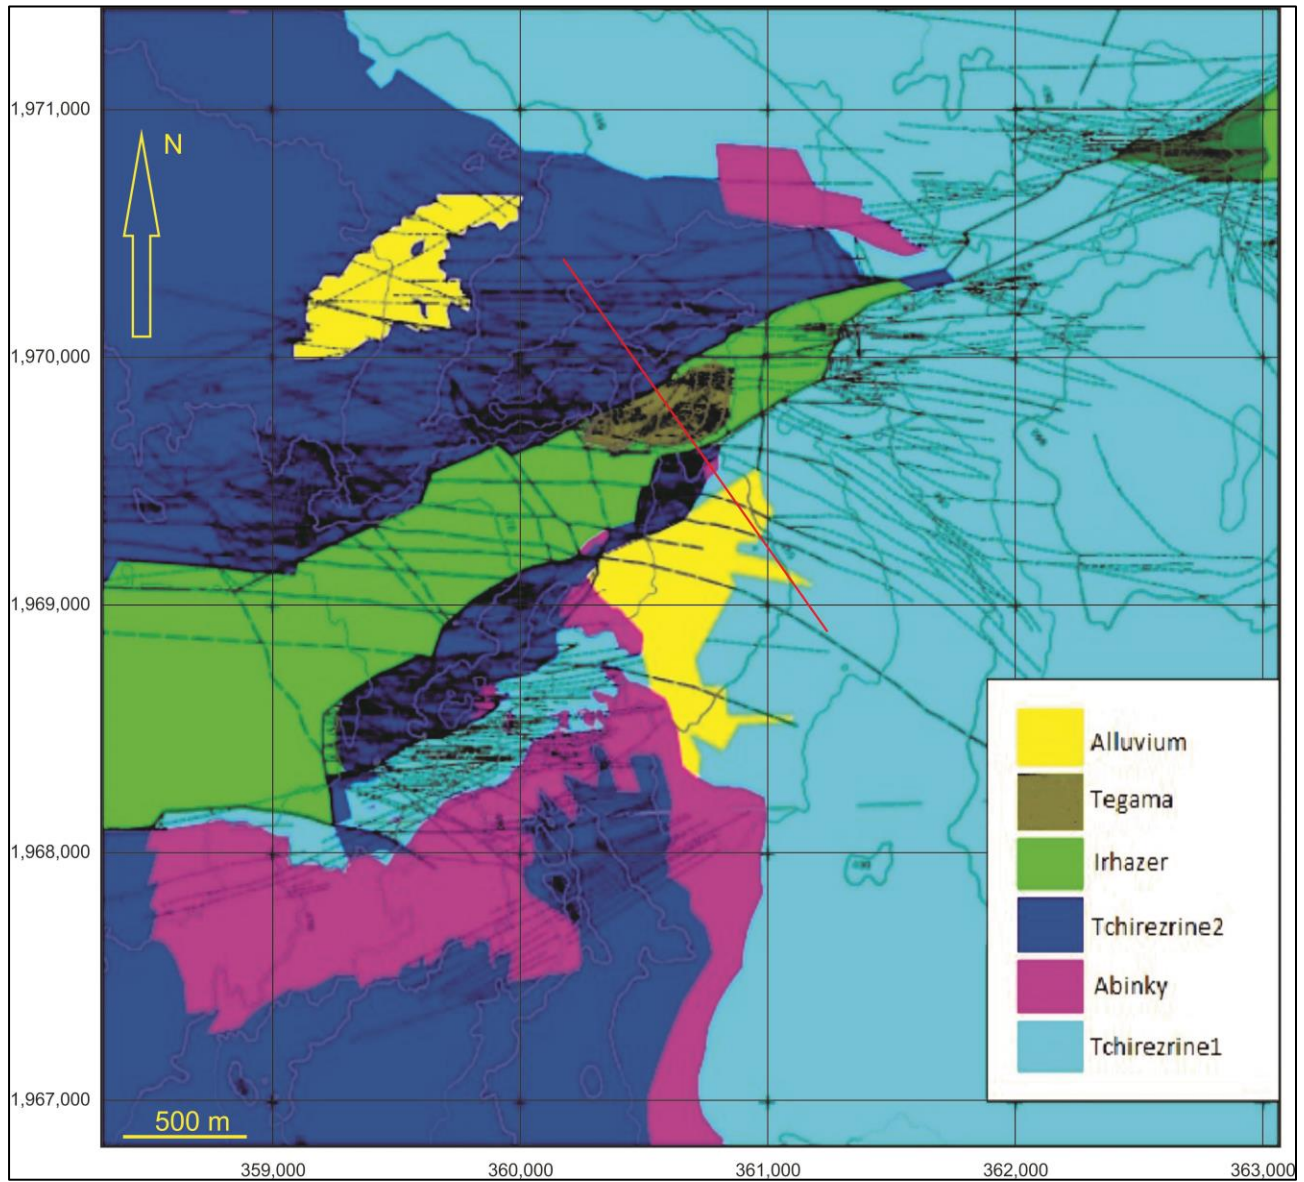 1,971,000
N
1,970,000
1,969,000
Alluvium
Tegama
Irhazer
Tchirezrine2
Abinky
Tchirezrine1
1,968,000
1,967,000
500 m
359,000 360,000 361,000 362,000 363,000